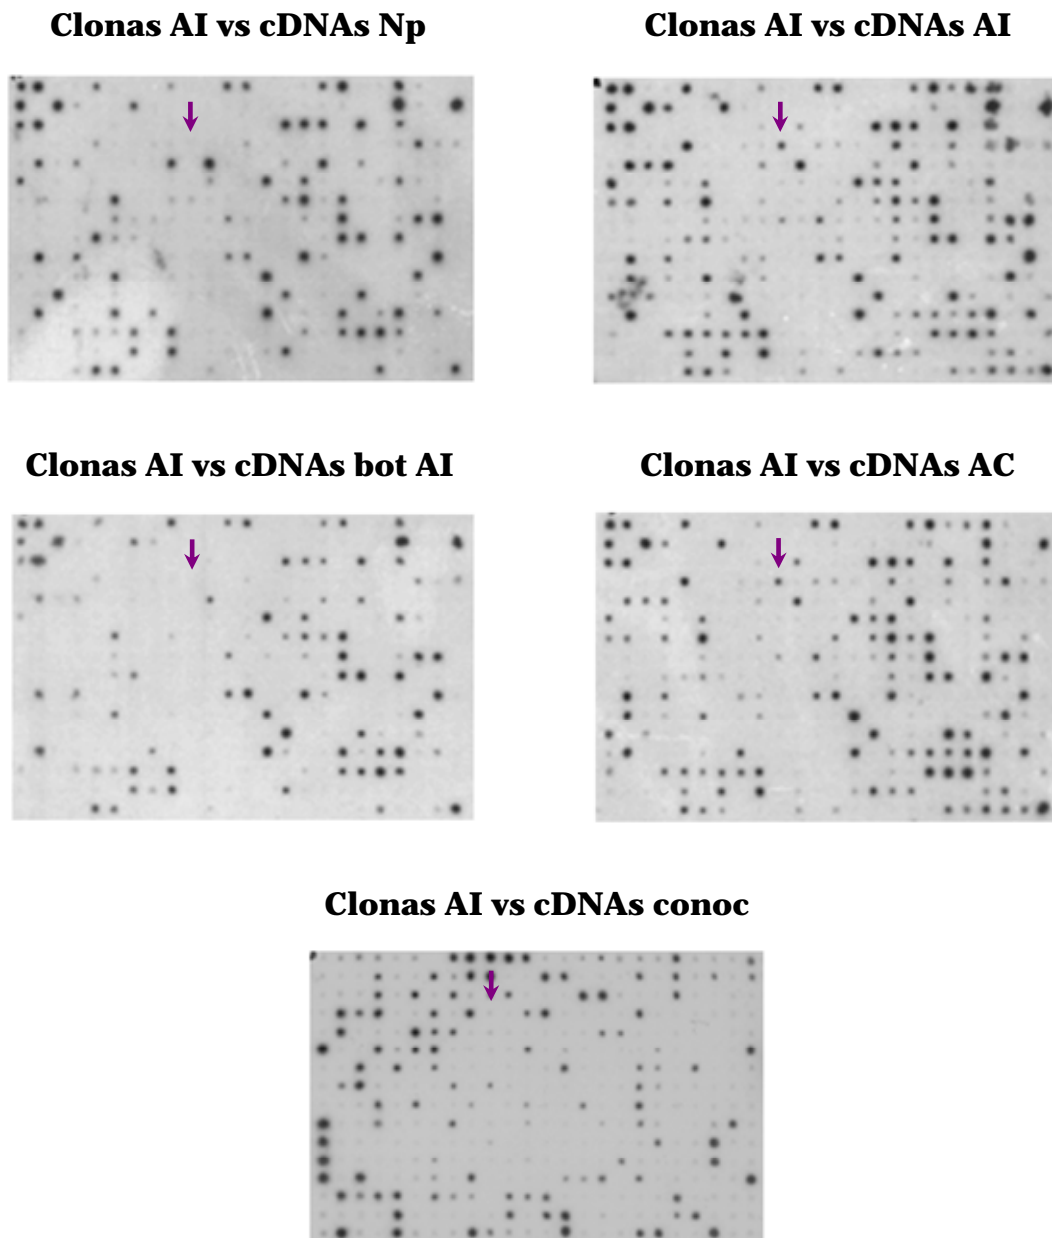 Clonas AI vs cDNAs Np
Clonas AI vs cDNAs AI
Clonas AI vs cDNAs bot AI
Clonas AI vs cDNAs AC
Clonas AI vs cDNAs conoc